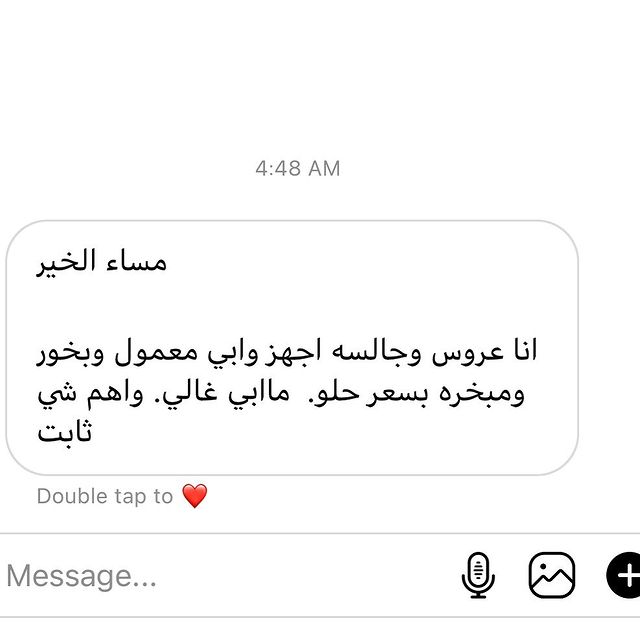 4:48 AM
مساء الخير
انا عروس وجالسه اجهز وابي معمول وبخور
ومبخره بسعر حلو.  ماابي غالي. واهم شي
ثابت
Double tap to ❤️
Message...